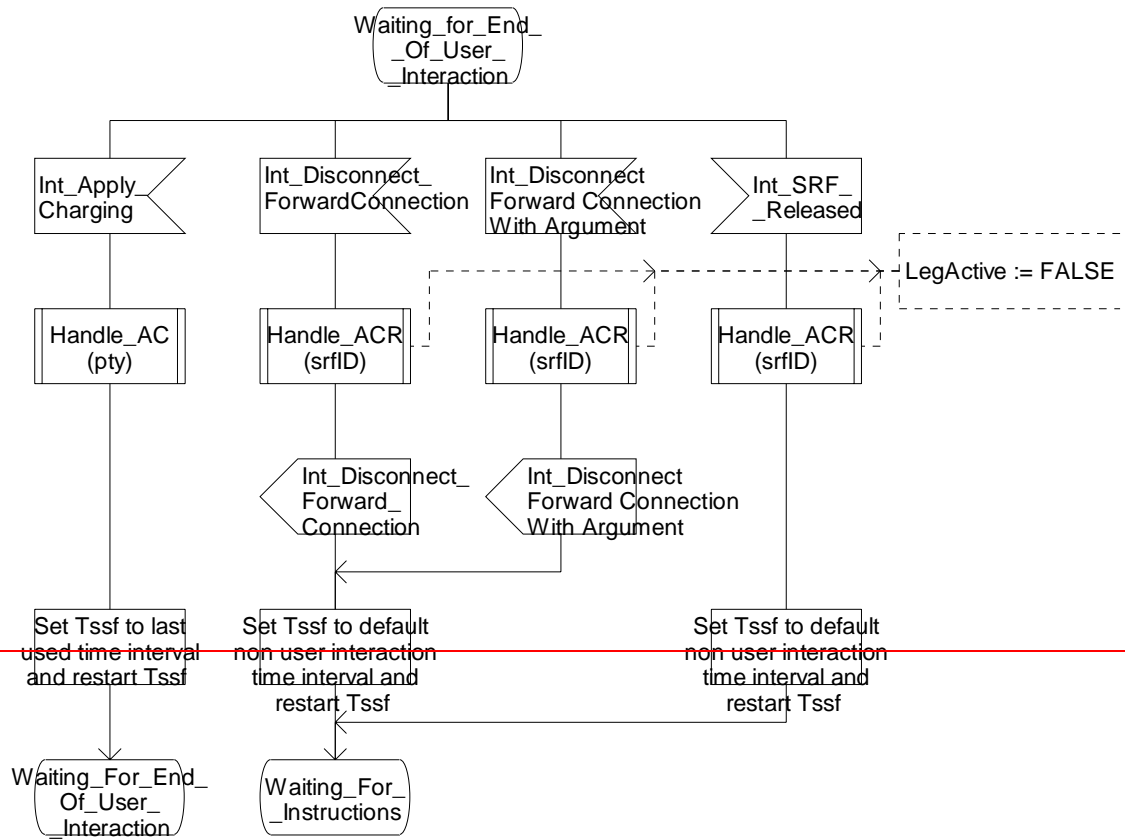 Waiting_for_End_
_Of_User_
_Interaction
Int_Apply_
Charging
Int_Disconnect_
ForwardConnection
Int_Disconnect
Forward Connection
With Argument
Int_SRF_
_Released
LegActive := FALSE
Handle_AC
(pty)
Handle_ACR
(srfID)
Handle_ACR
(srfID)
Handle_ACR
(srfID)
Int_Disconnect_
Forward_
Connection
Int_Disconnect
Forward Connection
With Argument
Set Tssf to last
used time interval
and restart Tssf
Set Tssf to default
non user interaction
time interval and
restart Tssf
Set Tssf to default
non user interaction
time interval and
restart Tssf
Waiting_For_End_
Of_User_
_Interaction
Waiting_For_
_Instructions